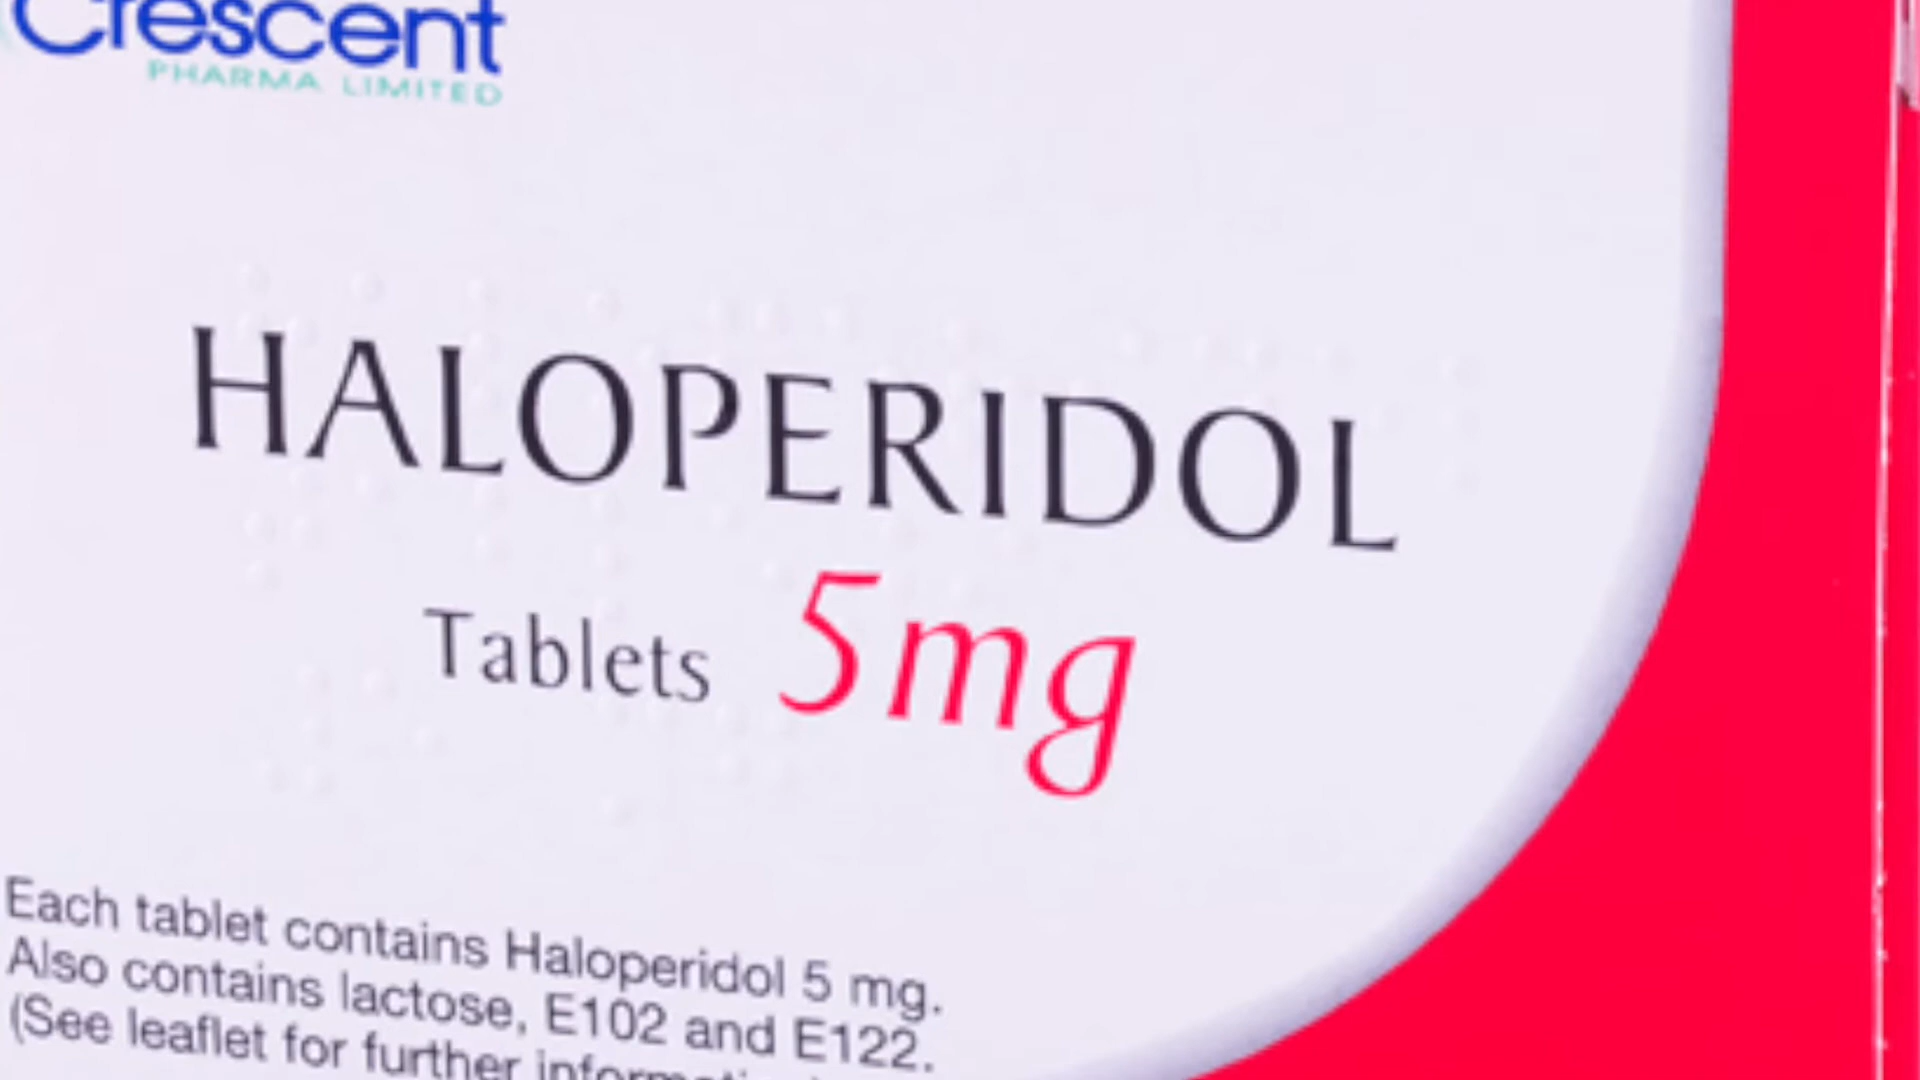 Crescent
PHARMA LIMITED
HALOPERIDOL
Tablets 5mg
Each tablet contains Haloperidol 5 mg.
Also contains lactose, E102 and E122.
(See leaflet for further